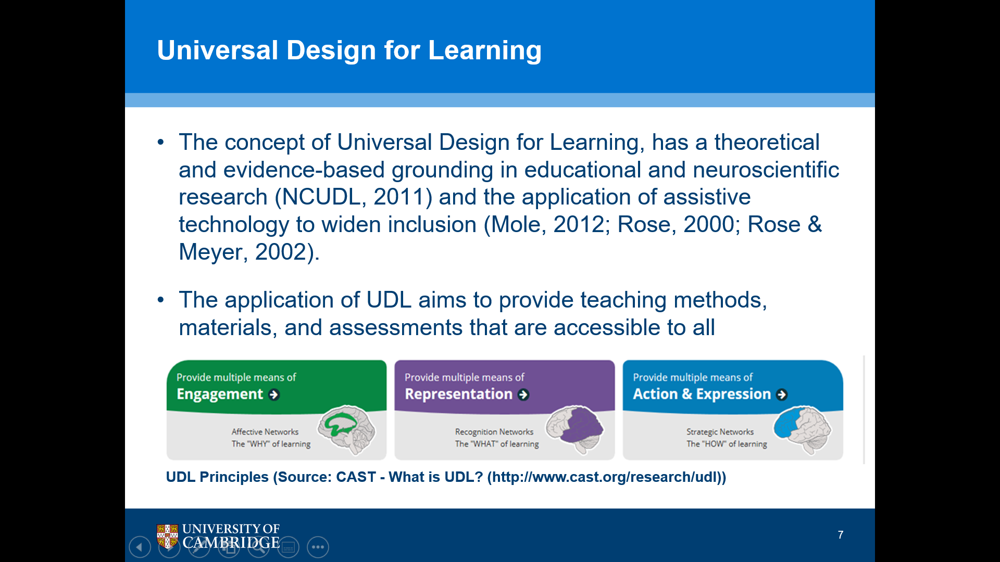 Universal Design for Learning
• The concept of Universal Design for Learning, has a theoretical
and evidence-based grounding in educational and neuroscientific
research (NCUDL, 2011) and the application of assistive
technology to widen inclusion (Mole, 2012; Rose, 2000; Rose &
Meyer, 2002).
• The application of UDL aims to provide teaching methods,
materials, and assessments that are accessible to all
Provide multiple means of
Engagement
Affective Networks
The "WHY" of learning
Provide multiple means of
Representation
Recognition Networks
The "WHAT" of learning
Provide multiple means of
Action & Expression
Strategic Networks
The "HOW" of learning
UDL Principles (Source: CAST - What is UDL? (http://www.cast.org/research/udl))
UNIVERSITY OF
CAMBRIDGE
7